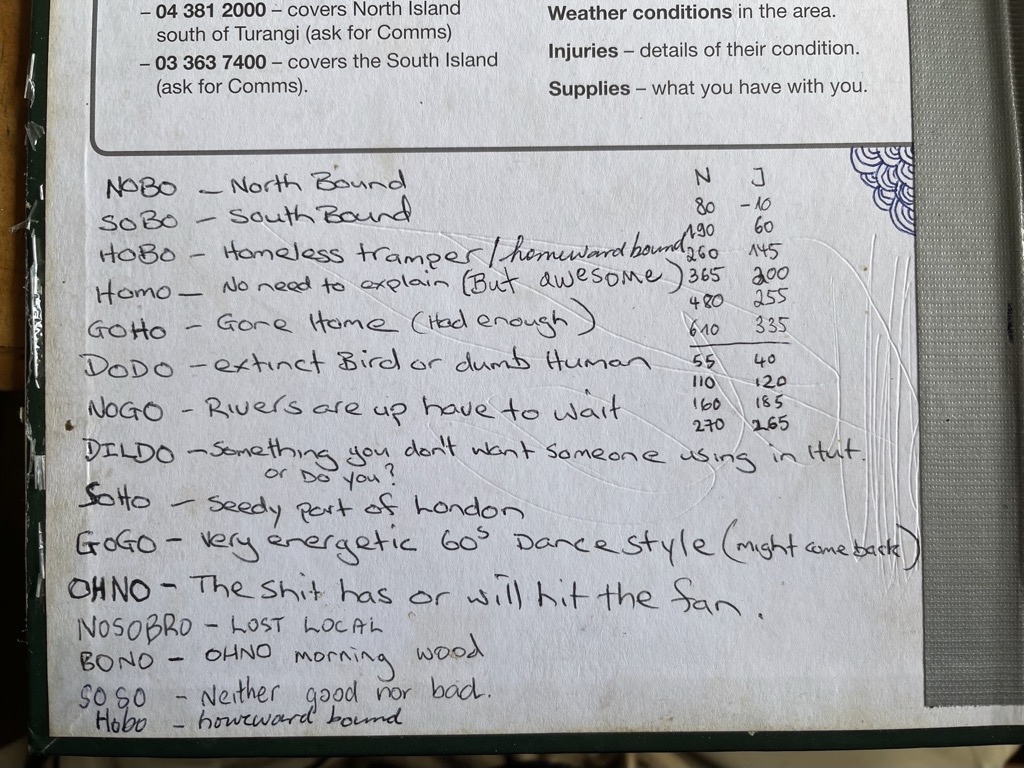 – 04 381 2000 – covers North Island
south of Turangi (ask for Comms)
– 03 363 7400 – covers the South Island
(ask for Comms).
Weather conditions in the area.
Injuries – details of their condition.
Supplies – what you have with you.
NOBO – North Bound
SOBO – South Bound
HOBO – Homeless tramper / homeward bound
Homo – No need to explain (But awesome)
GOHO – Gone Home (Had enough)
DODO – extinct Bird or dumb Human
NOGO – Rivers are up have to wait
DILDO – Something you don't want someone using in Hut.
or Do you?
SOHO – Seedy part of London
GOGO – very energetic 60s Dance style (might come back)
OHNO – The shit has or will hit the fan.
NOSOBRO – LOST LOCAL
BONO – OHNO morning wood
SOSO – Neither good nor bad.
Hobo – homeward bound
N J
80 -10
190 60
260 145
365 200
480 255
610 335
55 40
110 120
160 185
270 265